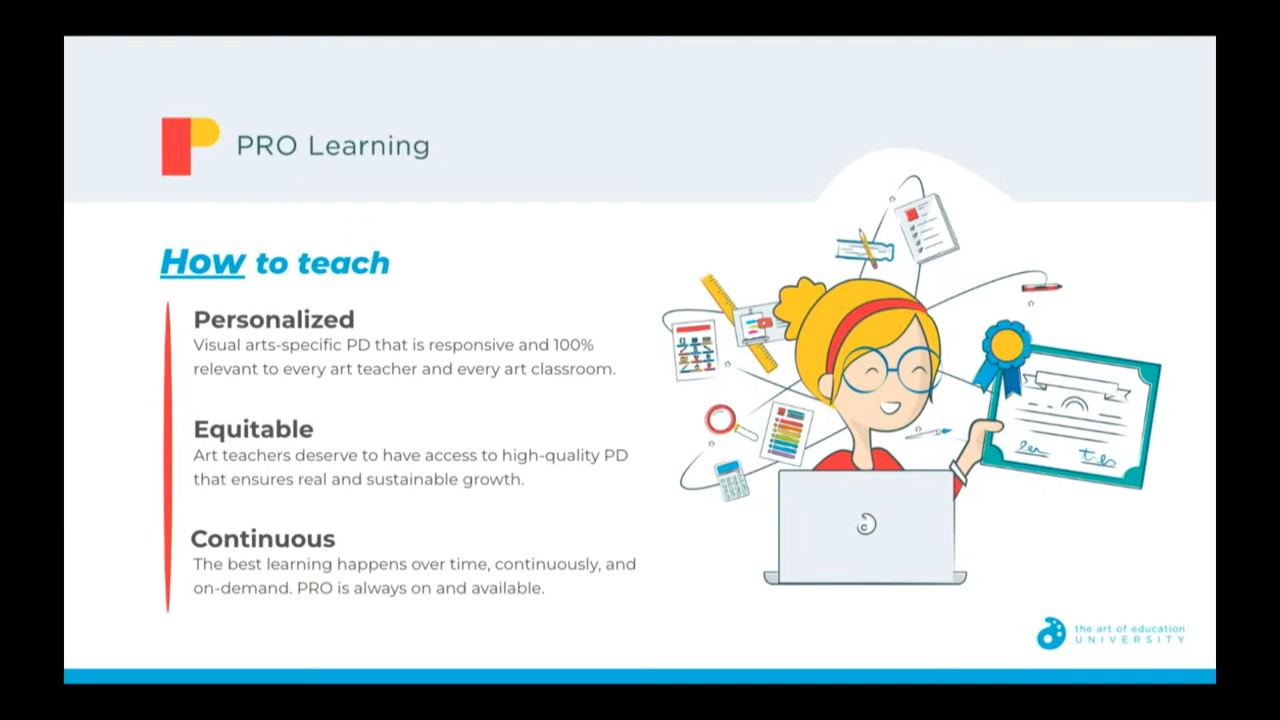 PRO Learning
How to teach
Personalized
Visual arts-specific PD that is responsive and 100%
relevant to every art teacher and every art classroom.
Equitable
Art teachers deserve to have access to high-quality PD
that ensures real and sustainable growth.
Continuous
The best learning happens over time, continuously, and
on-demand. PRO is always on and available.
the art of education
UNIVERSITY